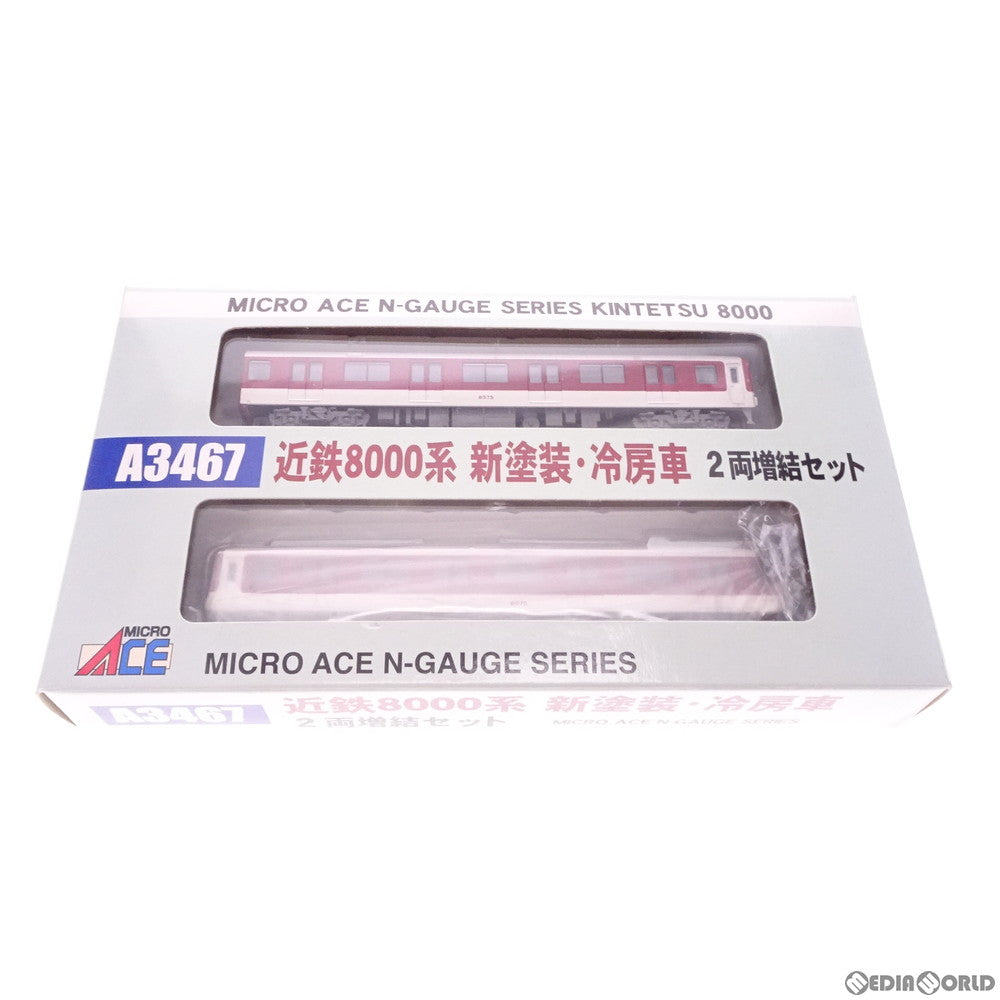 MICRO ACE N-GAUGE SERIES KINTETSU 8000
A3467 近鉄8000系 新塗装・冷房車 2両増結セット
MICRO ACE
MICRO ACE N-GAUGE SERIES
A3467 近鉄8000系 新塗装・冷房車
2両増結セット MICRO ACE N-GAUGE SERIES
MEDIAWORLD